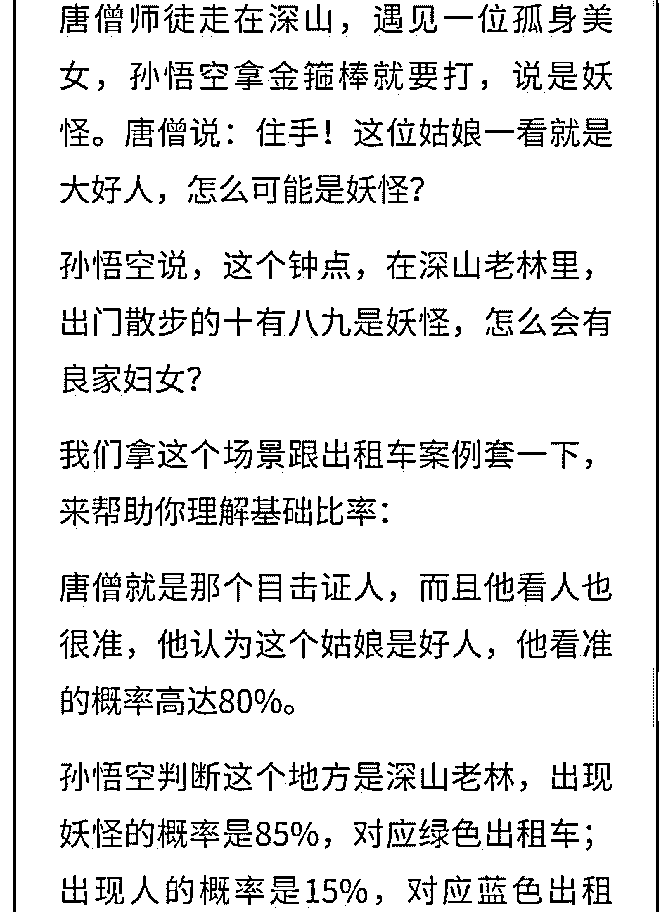 唐僧师徒走在深山，遇见一位孤身美
女，孙悟空拿金箍棒就要打，说是妖
怪。唐僧说：住手！这位姑娘一看就是
大好人，怎么可能是妖怪？
孙悟空说，这个钟点，在深山老林里，
出门散步的十有八九是妖怪，怎么会有
良家妇女？
我们拿这个场景跟出租车案例套一下，
来帮助你理解基础比率：
唐僧就是那个目击证人，而且他看人也
很准，他认为这个姑娘是好人，他看准
的概率高达80%。
孙悟空判断这个地方是深山老林，出现
妖怪的概率是85%，对应绿色出租车；
出现人的概率是15%，对应蓝色出租